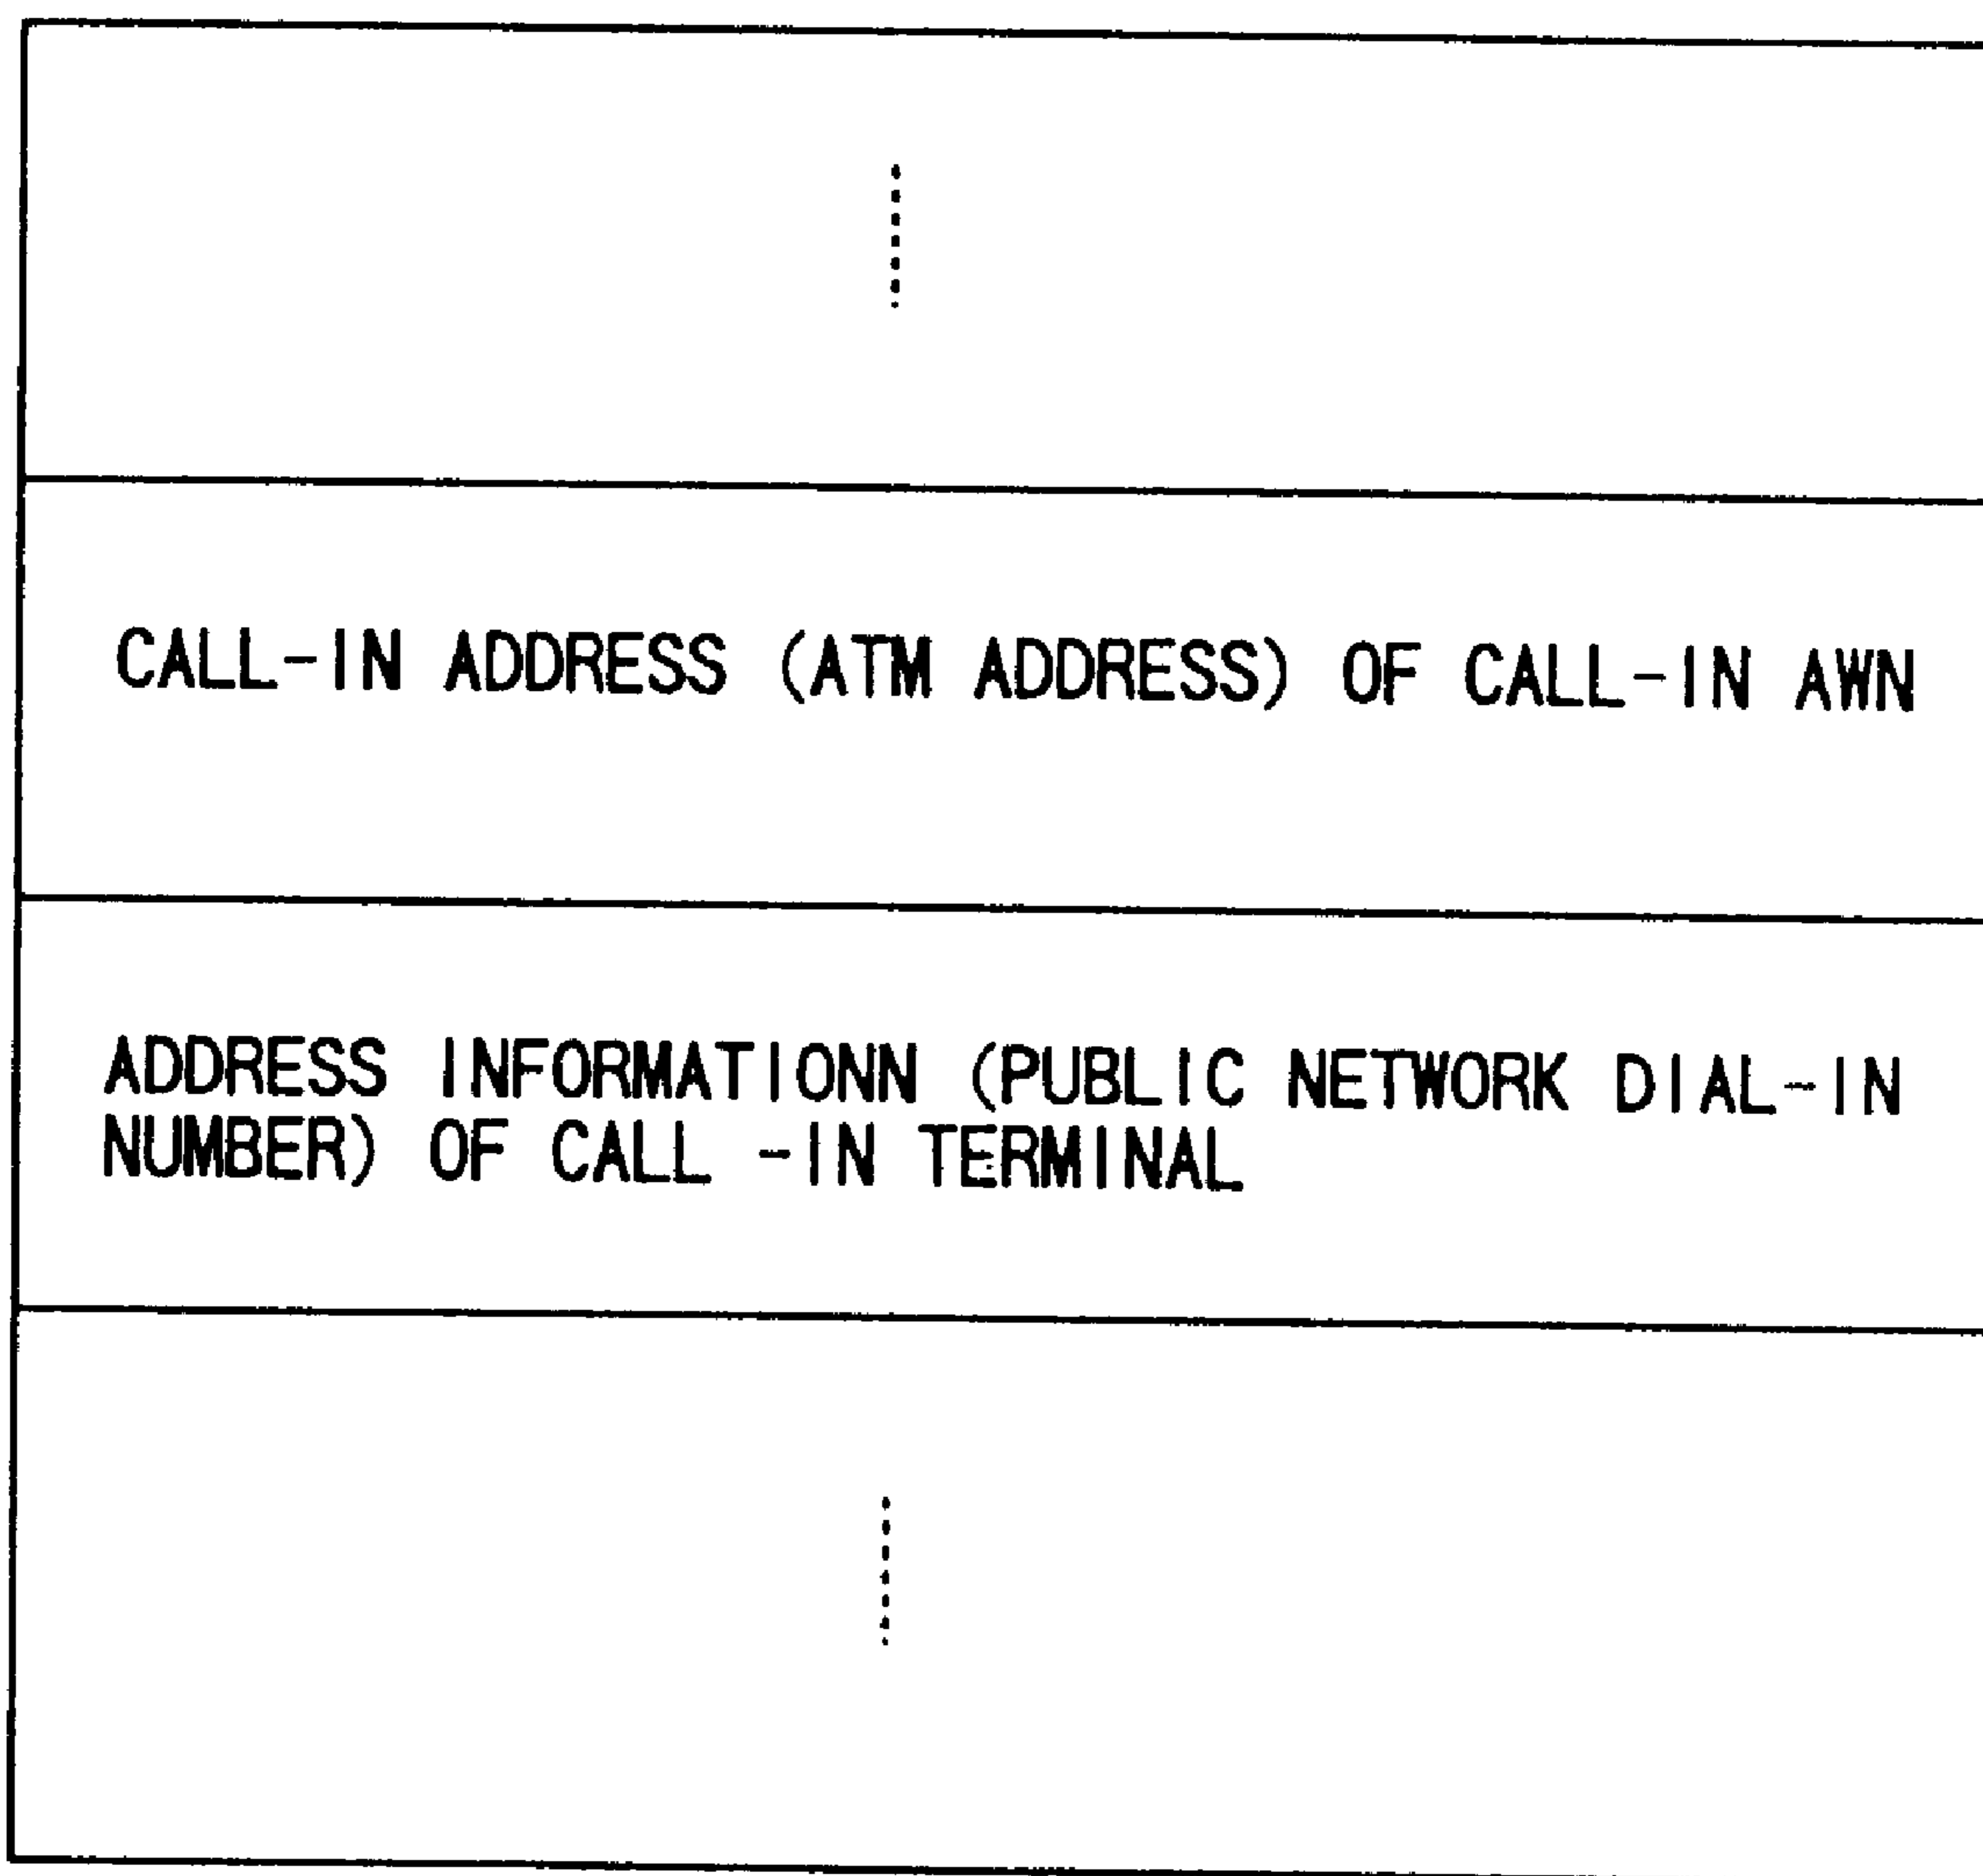 CALL-IN ADDRESS (ATM ADDRESS) OF CALL-IN AWN
ADDRESS INFORMATIONN (PUBLIC NETWORK DIAL-IN
NUMBER) OF CALL -IN TERMINAL